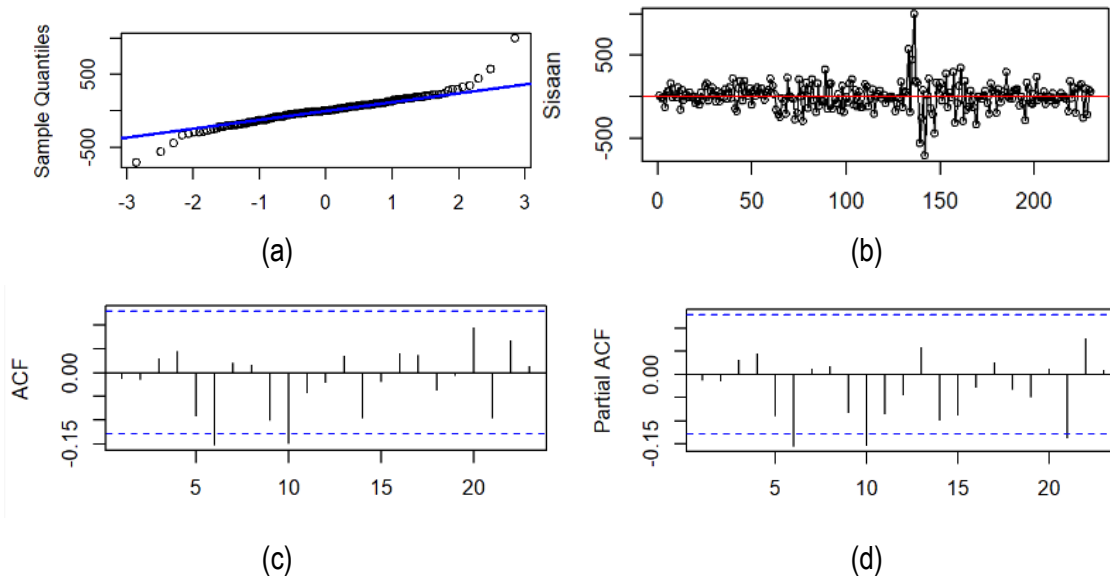 Sample Quantiles
500
-500
-3 -2 -1 0 1 2 3
(a)
Sisaan
500
-500
0 50 100 150 200
(b)
ACF
0.00
-0.15
5 10 15 20
(c)
Partial ACF
0.00
-0.15
5 10 15 20
(d)